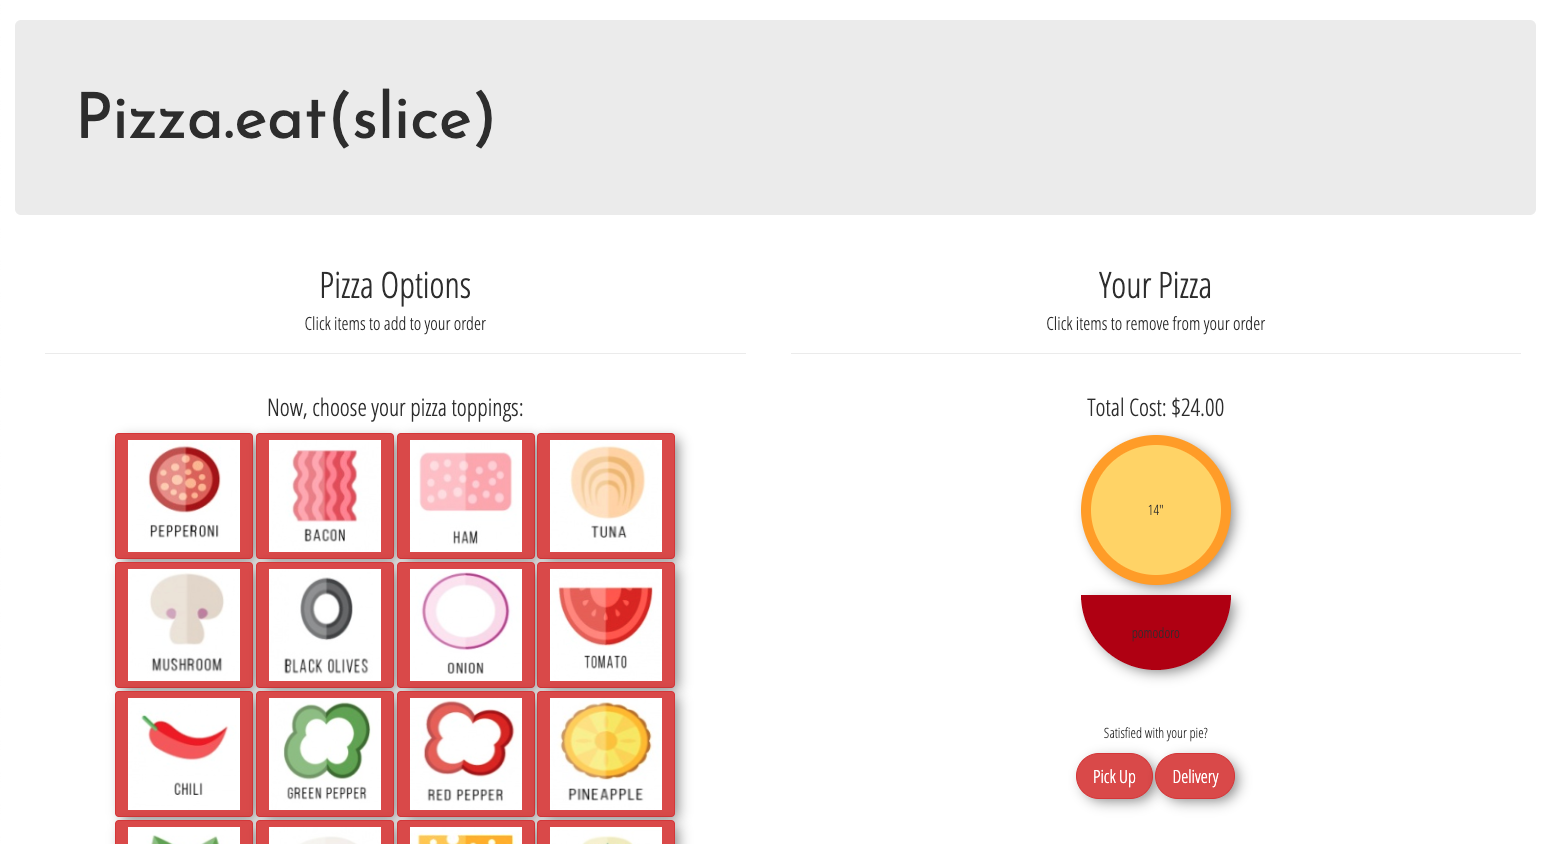 Pizza.eat(slice)
Pizza Options
Click items to add to your order
Now, choose your pizza toppings:
PEPPERONI
BACON
HAM
TUNA
MUSHROOM
BLACK OLIVES
ONION
TOMATO
CHILI
GREEN PEPPER
RED PEPPER
PINEAPPLE
Your Pizza
Click items to remove from your order
Total Cost: $24.00
14"
pomodoro
Satisfied with your pie?
Pick Up
Delivery